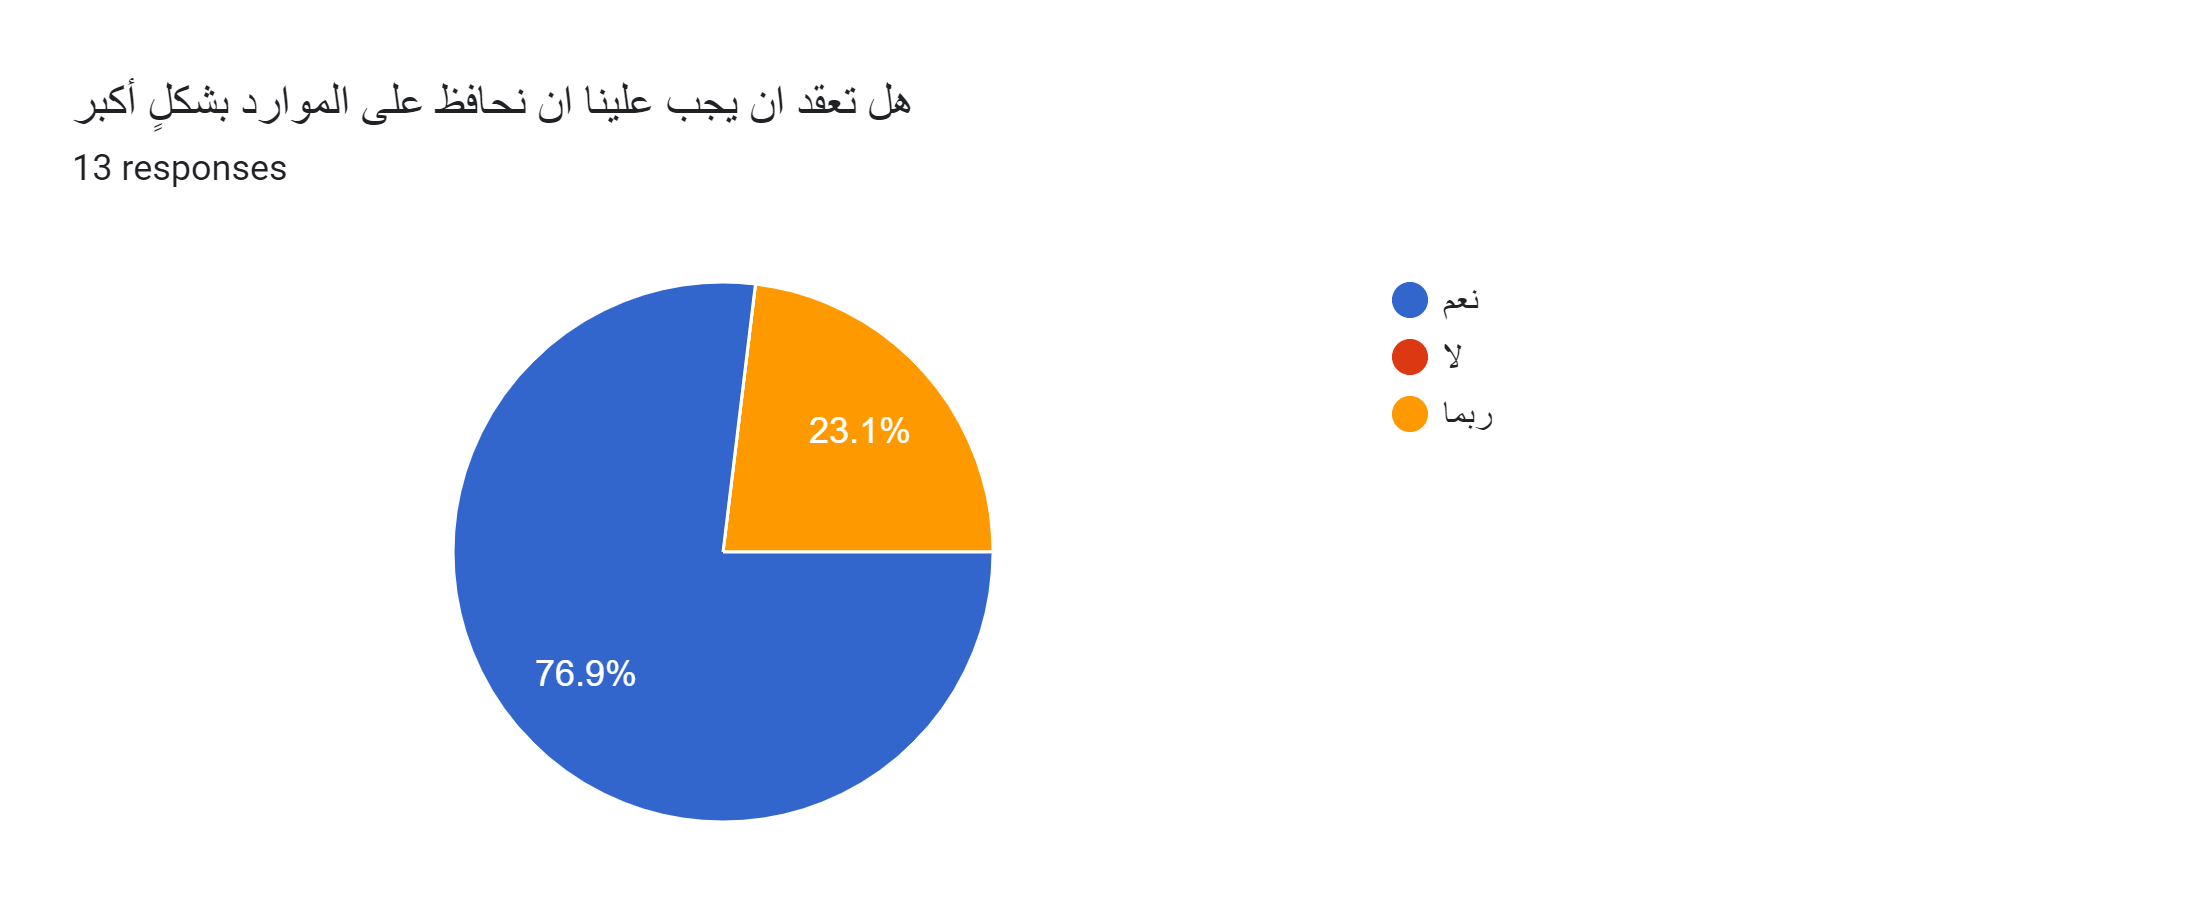 هل تعقد ان يجب علينا ان نحافظ على الموارد بشكلٍ أكبر
13 responses
نعم
لا
ربما
23.1%
76.9%